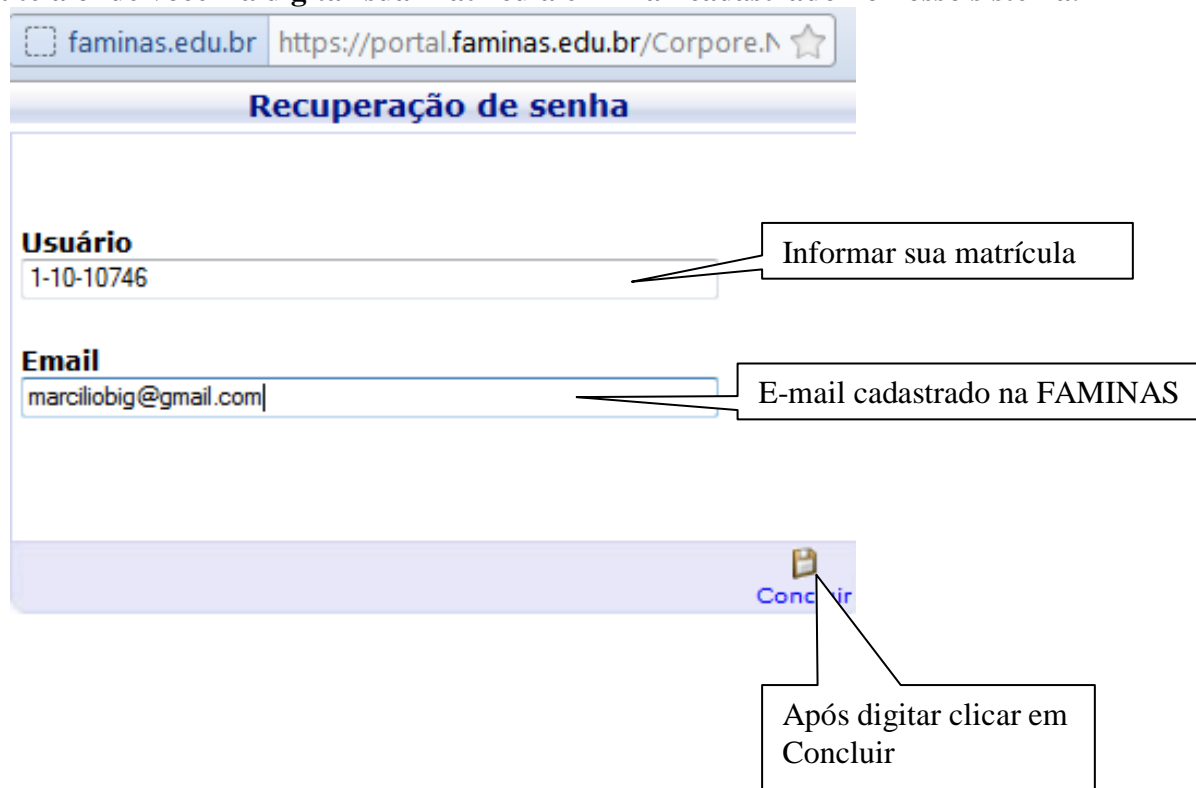 faminas.edu.br https://portal.faminas.edu.br/Corpore.N
Recuperação de senha
Usuário
1-10-10746
Informar sua matrícula
Email
marciliobig@gmail.com
E-mail cadastrado na FAMINAS
Concluir
Após digitar clicar em
Concluir